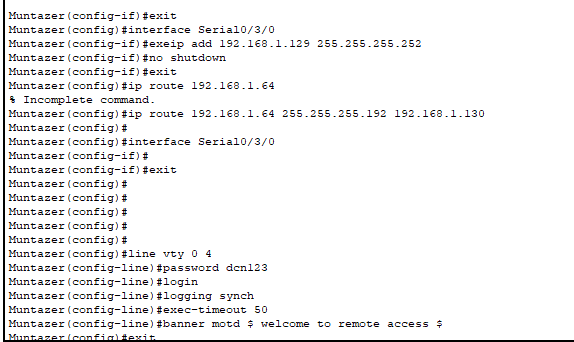 Muntazer(config-if)#exit
Muntazer(config)#interface Serial0/3/0
Muntazer(config-if)#exeip add 192.168.1.129 255.255.255.252
Muntazer(config-if)#no shutdown
Muntazer(config-if)#exit
Muntazer(config)#ip route 192.168.1.64
% Incomplete command.
Muntazer(config)#ip route 192.168.1.64 255.255.255.192 192.168.1.130
Muntazer(config)#
Muntazer(config)#interface Serial0/3/0
Muntazer(config-if)#
Muntazer(config-if)#exit
Muntazer(config)#
Muntazer(config)#
Muntazer(config)#
Muntazer(config)#
Muntazer(config)#
Muntazer(config)#line vty 0 4
Muntazer(config-line)#password dcn123
Muntazer(config-line)#login
Muntazer(config-line)#logging synch
Muntazer(config-line)#exec-timeout 50
Muntazer(config-line)#banner motd $ welcome to remote access $
Muntazer(config)#exit